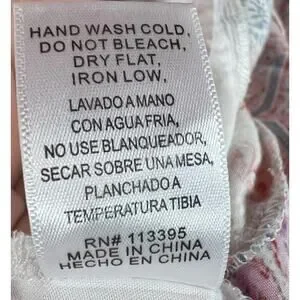 HAND WASH COLD,
DO NOT BLEACH,
DRY FLAT,
IRON LOW,
LAVADO A MANO
CON AGUA FRIA,
NO USE BLANQUEADOR,
SECAR SOBRE UNA MESA,
PLANCHADO A
TEMPERATURA TIBIA
RN# 113395
MADE IN CHINA
HECHO EN CHINA